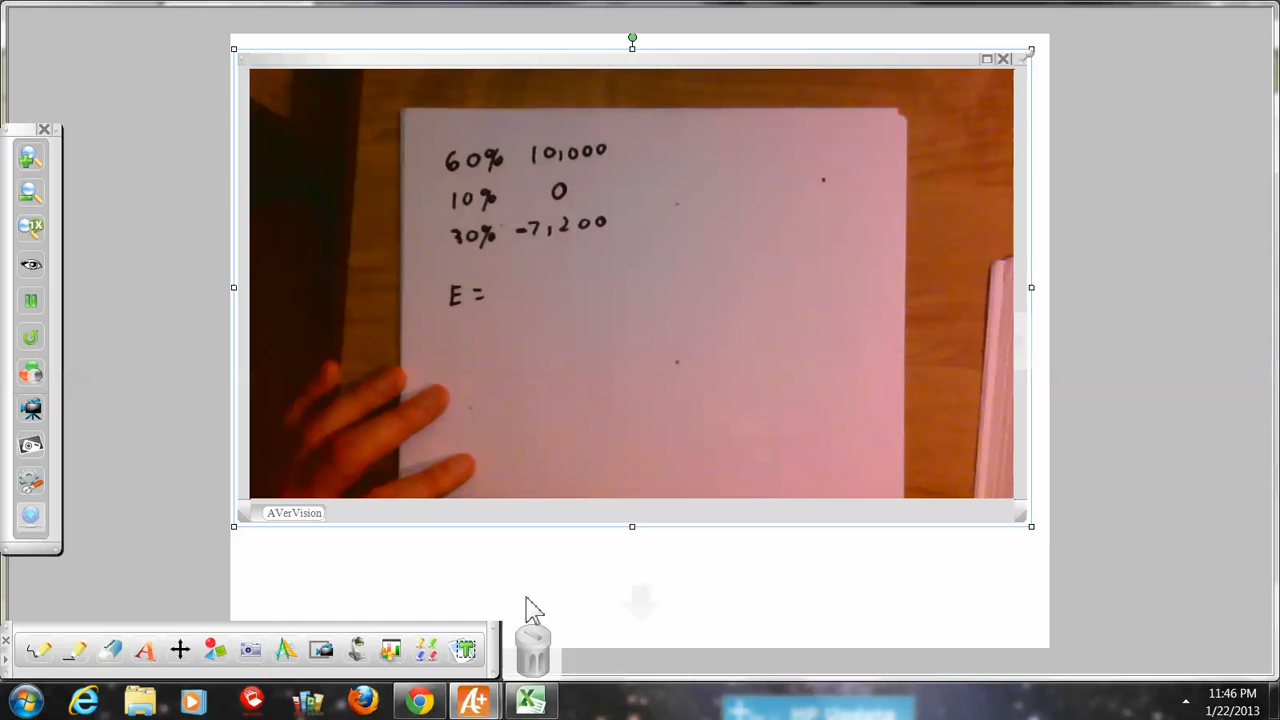 60% 10,000
10% 0
30% -7,200
E =
AVerVision
11:46 PM
1/22/2013